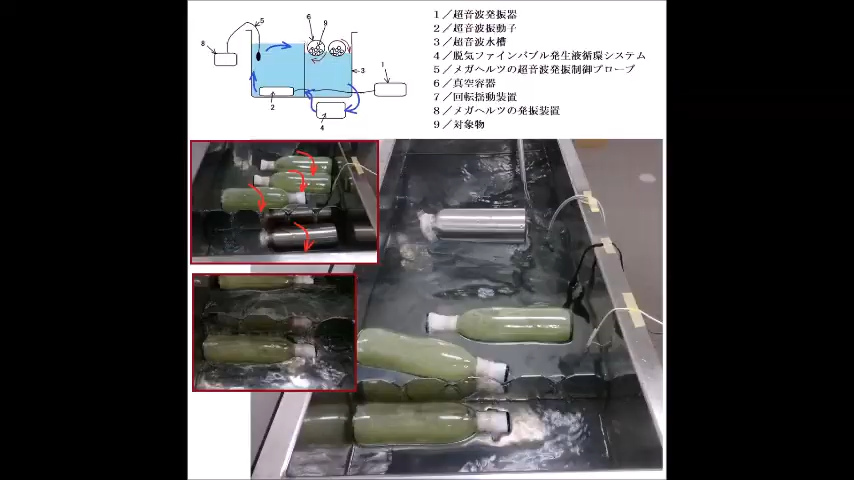 1／超音波発振器
2／超音波振動子
3／超音波水槽
4／脱気ファインバブル発生液循環システム
5／メガヘルツの超音波発振制御プローブ
6／真空容器
7／回転揺動装置
8／メガヘルツの発振装置
9／対象物
6
9
5
8
3
1
2
4